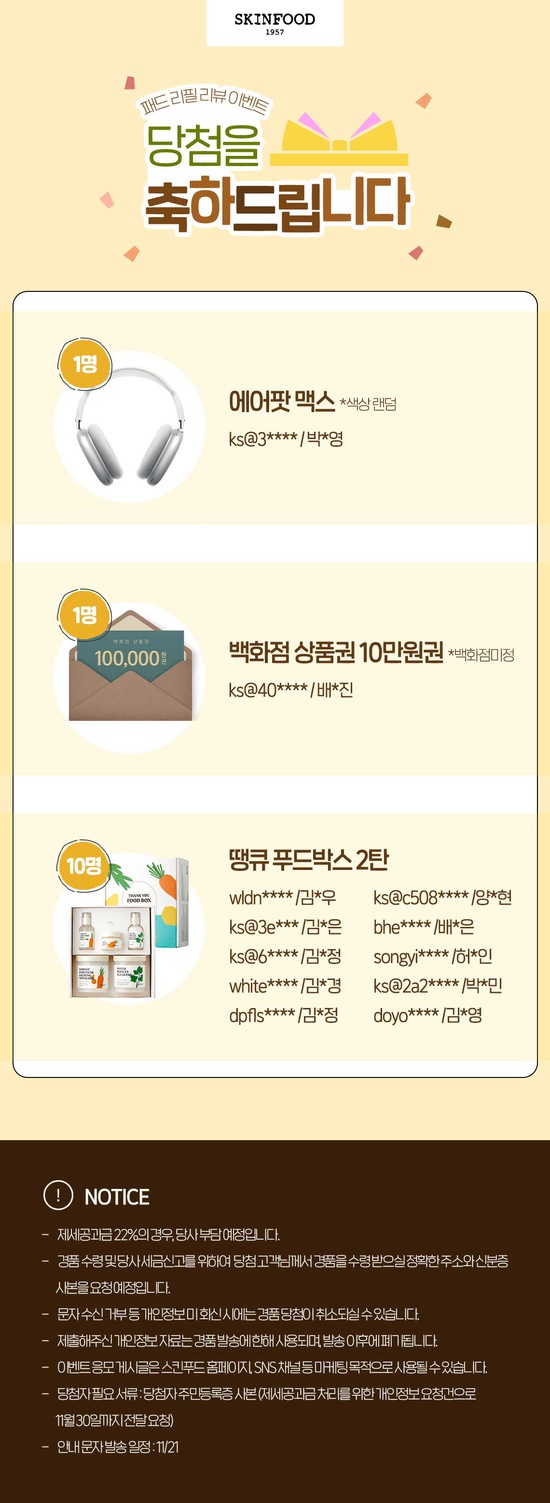 SKINFOOD
1957
패드 리필 리뷰 이벤트
당첨을
축하드립니다
1명
에어팟 맥스 *색상 랜덤
ks@3**** / 박*영
1명
백화점 상품권
100,000
백화점 상품권 10만원권 *백화점미정
ks@40**** / 배*진
10명
THANK YOU
FOOD BOX
땡큐 푸드박스 2탄
wldn**** /김*우
ks@c508**** /양*현
ks@3e*** /김*은
bhe**** /배*은
ks@6**** /김*정
songyi**** /허*인
white**** /김*경
ks@2a2**** /박*민
dpfls**** /김*정
doyo**** /김*영
! NOTICE
- 제세공과금 22%의 경우, 당사 부담 예정입니다.
- 경품 수령 및 당사 세금신고를 위하여 당첨 고객님께서 경품을 수령 받으실 정확한 주소와 신분증
사본을 요청 예정입니다.
- 문자 수신 거부 등 개인정보 미 회신 시에는 경품 당첨이 취소되실 수 있습니다.
- 제출해주신 개인정보 자료는 경품 발송에 한해 사용되며, 발송 이후에 폐기 됩니다.
- 이벤트 응모 게시글은 스킨푸드 홈페이지, SNS 채널 등 마케팅 목적으로 사용될 수 있습니다.
- 당첨자 필요 서류 : 당첨자 주민등록증 사본 (제세공과금 처리를 위한 개인정보 요청건으로
11월 30일까지 전달 요청)
- 안내 문자 발송 일정 : 11/21